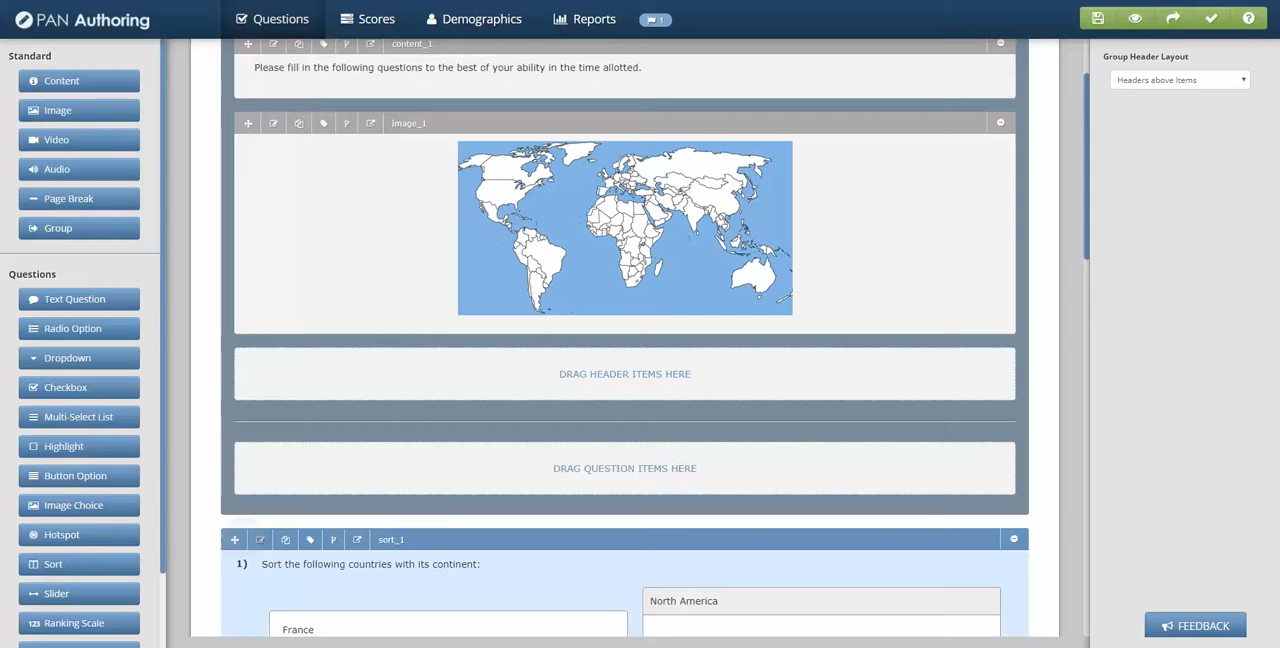 PAN Authoring
Questions
Scores
Demographics
Reports
1
Standard
Content
Image
Video
Audio
Page Break
Group
Questions
Text Question
Radio Option
Dropdown
Checkbox
Multi-Select List
Highlight
Button Option
Image Choice
Hotspot
Sort
Slider
123 Ranking Scale
content_1
Please fill in the following questions to the best of your ability in the time allotted.
image_1
DRAG HEADER ITEMS HERE
DRAG QUESTION ITEMS HERE
sort_1
1) Sort the following countries with its continent:
North America
France
Group Header Layout
Headers above Items
FEEDBACK